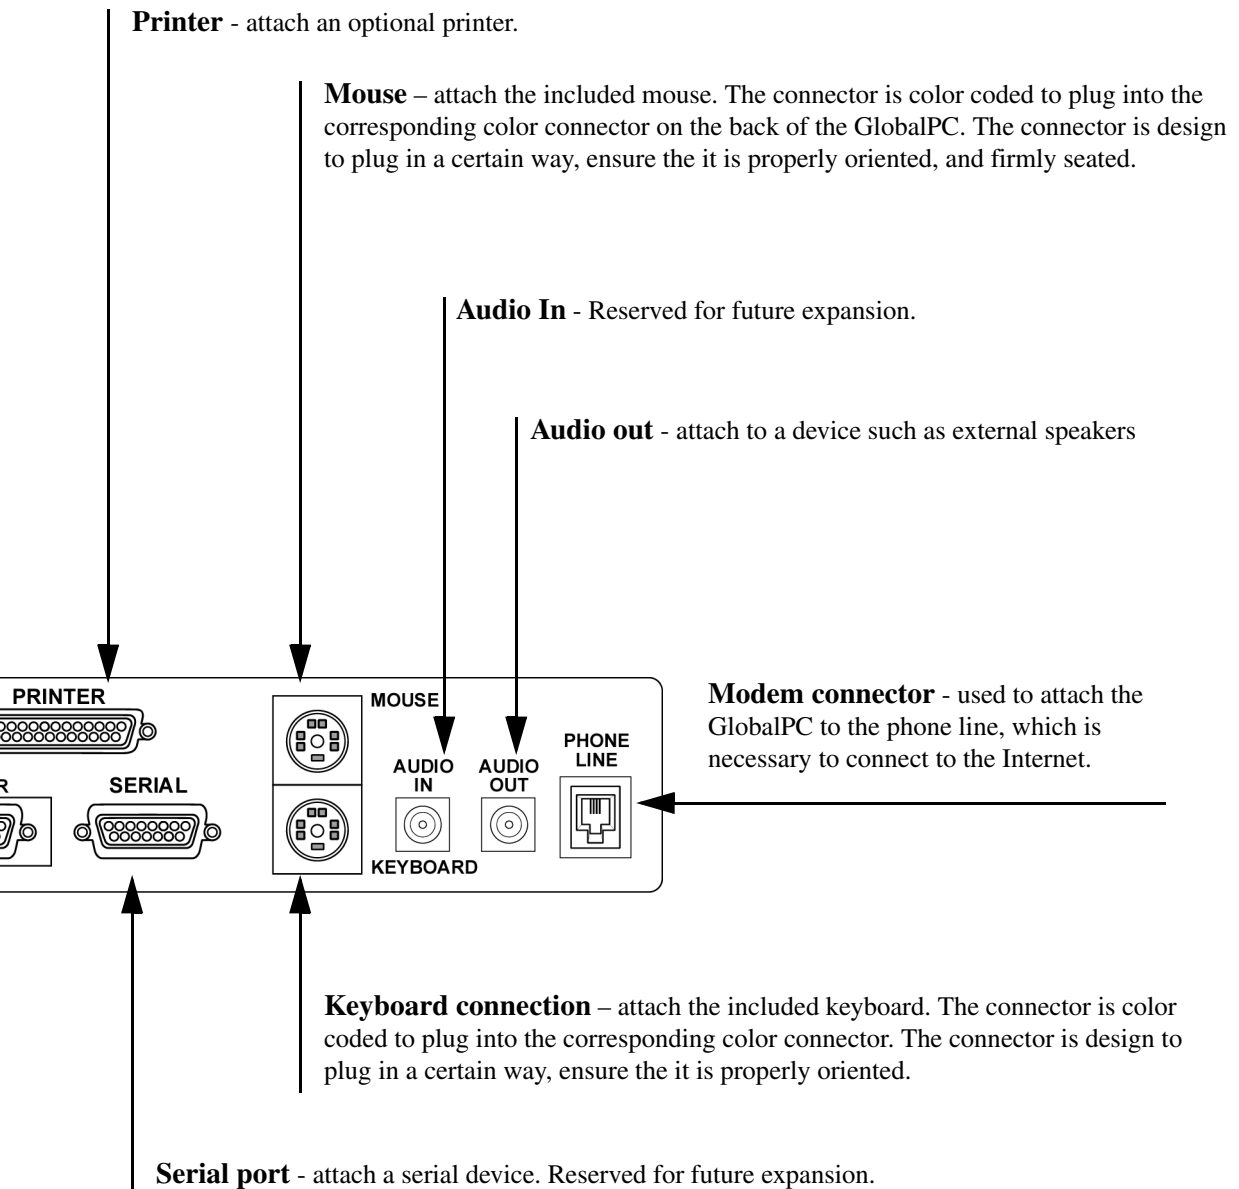 Printer - attach an optional printer.
Mouse – attach the included mouse. The connector is color coded to plug into the
corresponding color connector on the back of the GlobalPC. The connector is design
to plug in a certain way, ensure the it is properly oriented, and firmly seated.
Audio In - Reserved for future expansion.
Audio out - attach to a device such as external speakers
PRINTER
MOUSE
AUDIO
IN
AUDIO
OUT
PHONE
LINE
R
SERIAL
KEYBOARD
Modem connector - used to attach the
GlobalPC to the phone line, which is
necessary to connect to the Internet.
Keyboard connection – attach the included keyboard. The connector is color
coded to plug into the corresponding color connector. The connector is design to
plug in a certain way, ensure the it is properly oriented.
Serial port - attach a serial device. Reserved for future expansion.